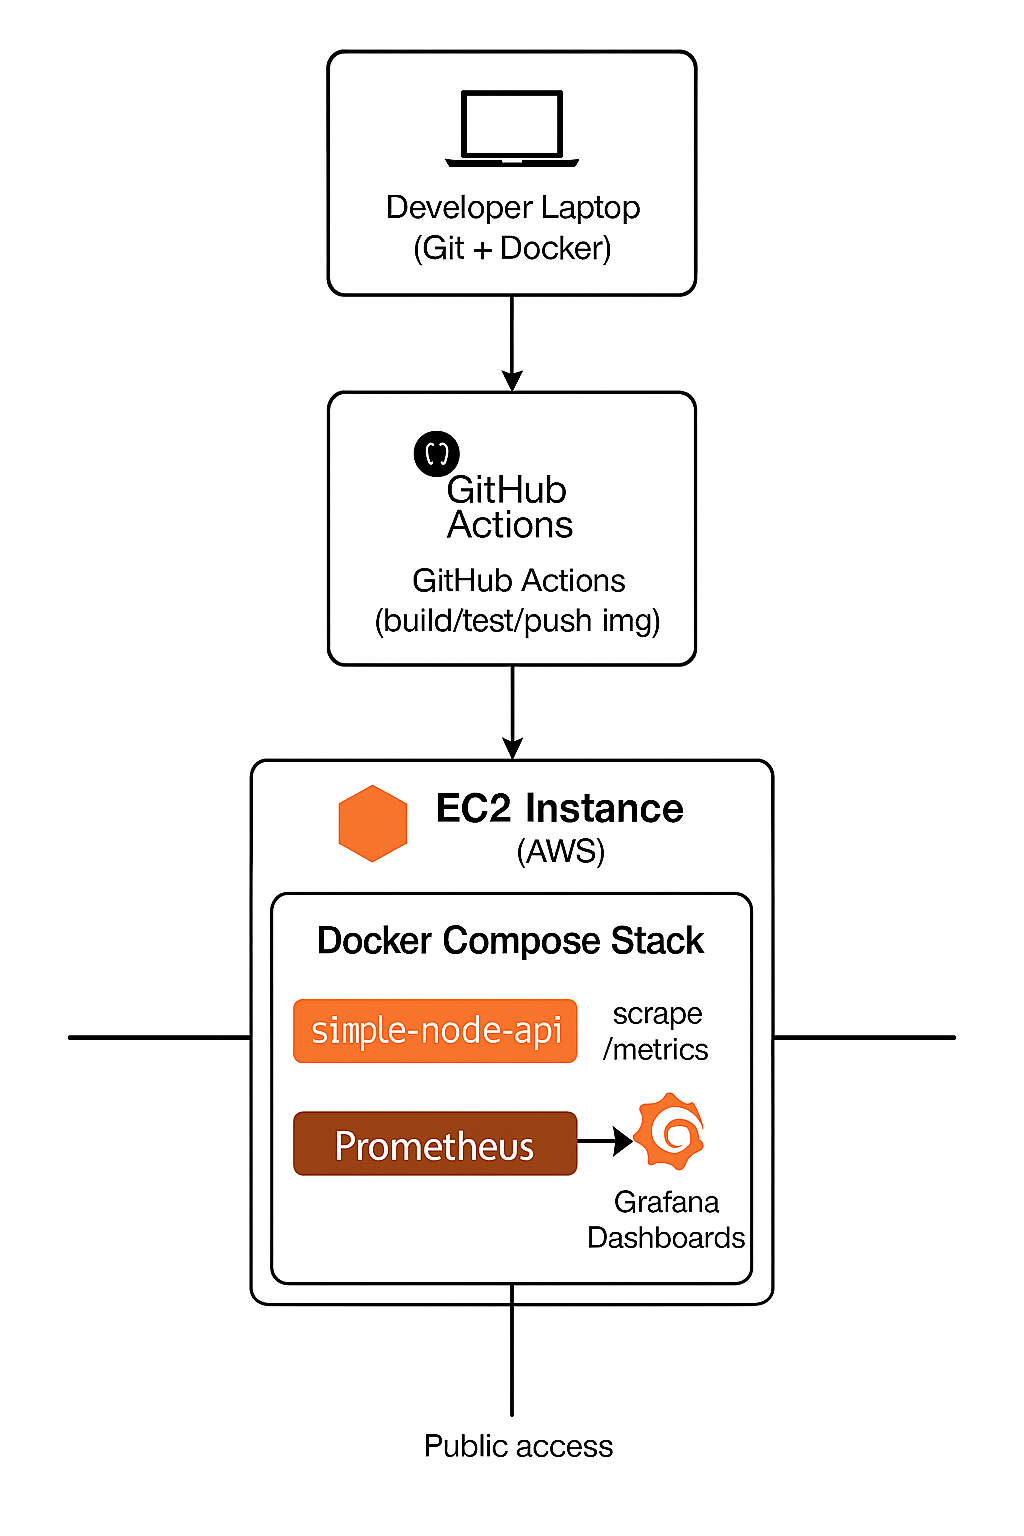 Developer Laptop
(Git + Docker)
GitHub
Actions
GitHub Actions
(build/test/push img)
EC2 Instance
(AWS)
Docker Compose Stack
simple-node-api
scrape
/metrics
Prometheus
Grafana
Dashboards
Public access